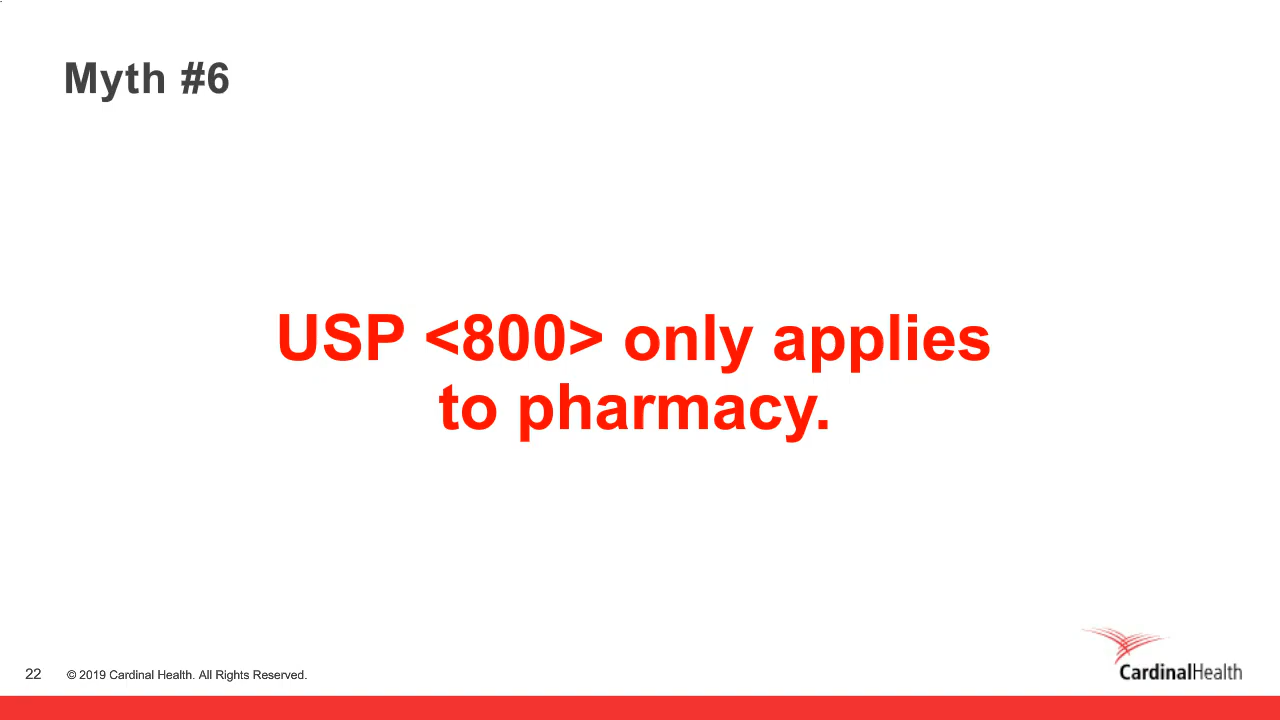 Myth #6
USP <800> only applies
to pharmacy.
22 © 2019 Cardinal Health. All Rights Reserved.
CardinalHealth